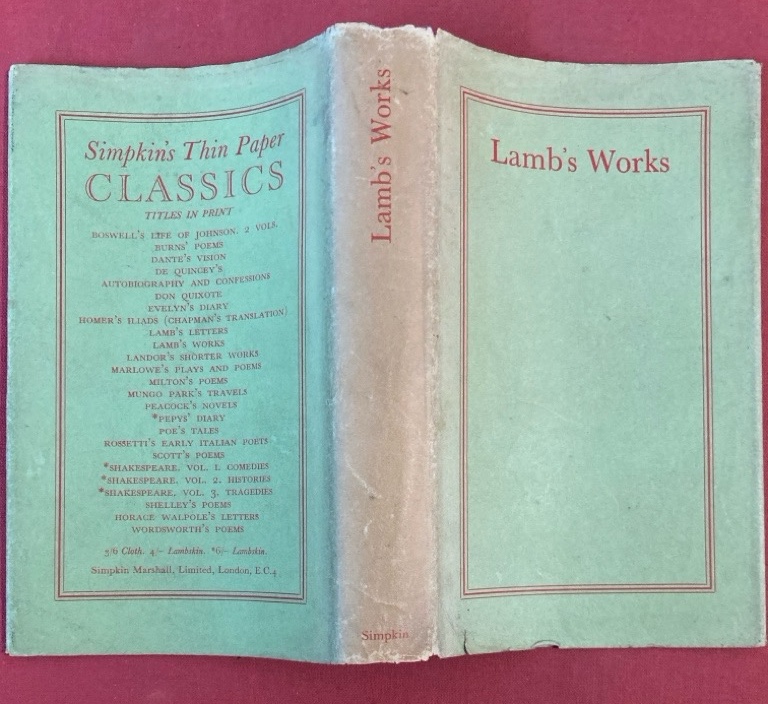 Simpkin's Thin Paper
CLASSICS
TITLES IN PRINT
BOSWELL'S LIFE OF JOHNSON. 2 VOLS.
BURNS' POEMS
DANTE'S VISION
DE QUINCEY'S
AUTOBIOGRAPHY AND CONFESSIONS
DON QUIXOTE
EVELYN'S DIARY
HOMER'S ILIADS (CHAPMAN'S TRANSLATION)
LAMB'S LETTERS
LAMB'S WORKS
LANDOR'S SHORTER WORKS
MARLOWE'S PLAYS AND POEMS
MILTON'S POEMS
MUNGO PARK'S TRAVELS
PEACOCK'S NOVELS
*PEPYS' DIARY
POE'S TALES
ROSSETTI'S EARLY ITALIAN POETS
SCOTT'S POEMS
*SHAKESPEARE. VOL. 1. COMEDIES
*SHAKESPEARE. VOL. 2. HISTORIES
*SHAKESPEARE. VOL. 3. TRAGEDIES
SHELLEY'S POEMS
HORACE WALPOLE'S LETTERS
WORDSWORTH'S POEMS
3/6 Cloth. 4/- Lambskin. *6/- Lambskin.
Simpkin Marshall, Limited, London, E.C.4
Lamb's Works
Simpkin
Lamb's Works